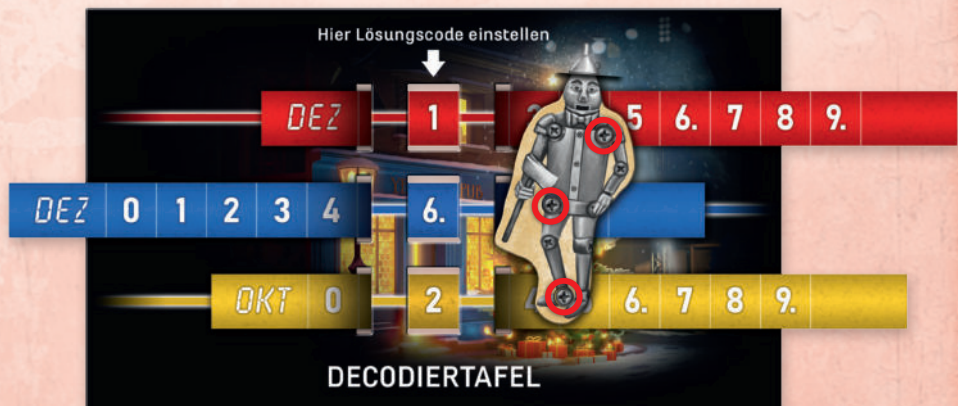 Hier Lösungscode einstellen
DEZ 1 5 6. 7 8 9.
DEZ 0 1 2 3 4 6.
OKT 0 2 6. 7 8 9.
DECODIERTAFEL